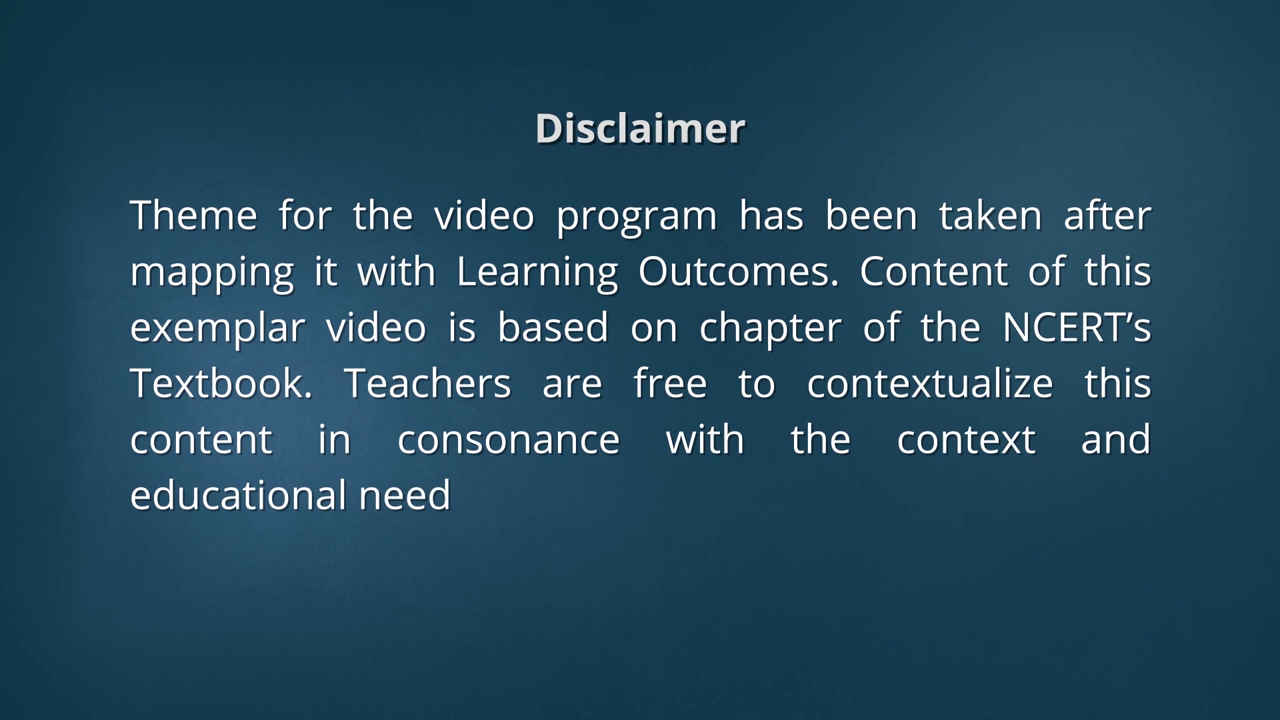 Disclaimer
Theme for the video program has been taken after
mapping it with Learning Outcomes. Content of this
exemplar video is based on chapter of the NCERT’s
Textbook. Teachers are free to contextualize this
content in consonance with the context and
educational need